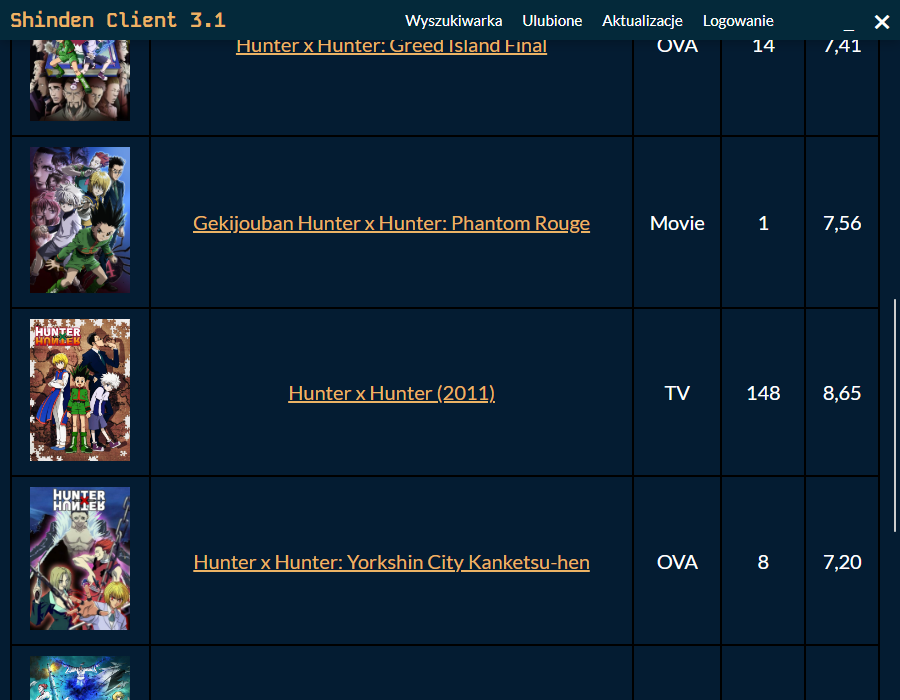 Shinden Client 3.1
Wyszukiwarka Ulubione Aktualizacje Logowanie
Hunter x Hunter: Greed Island Final OVA 14 7,41
Gekijouban Hunter x Hunter: Phantom Rouge Movie 1 7,56
HUNTER
HUNTER
Hunter x Hunter (2011) TV 148 8,65
HUNTER
HUNTER
Hunter x Hunter: Yorkshin City Kanketsu-hen OVA 8 7,20